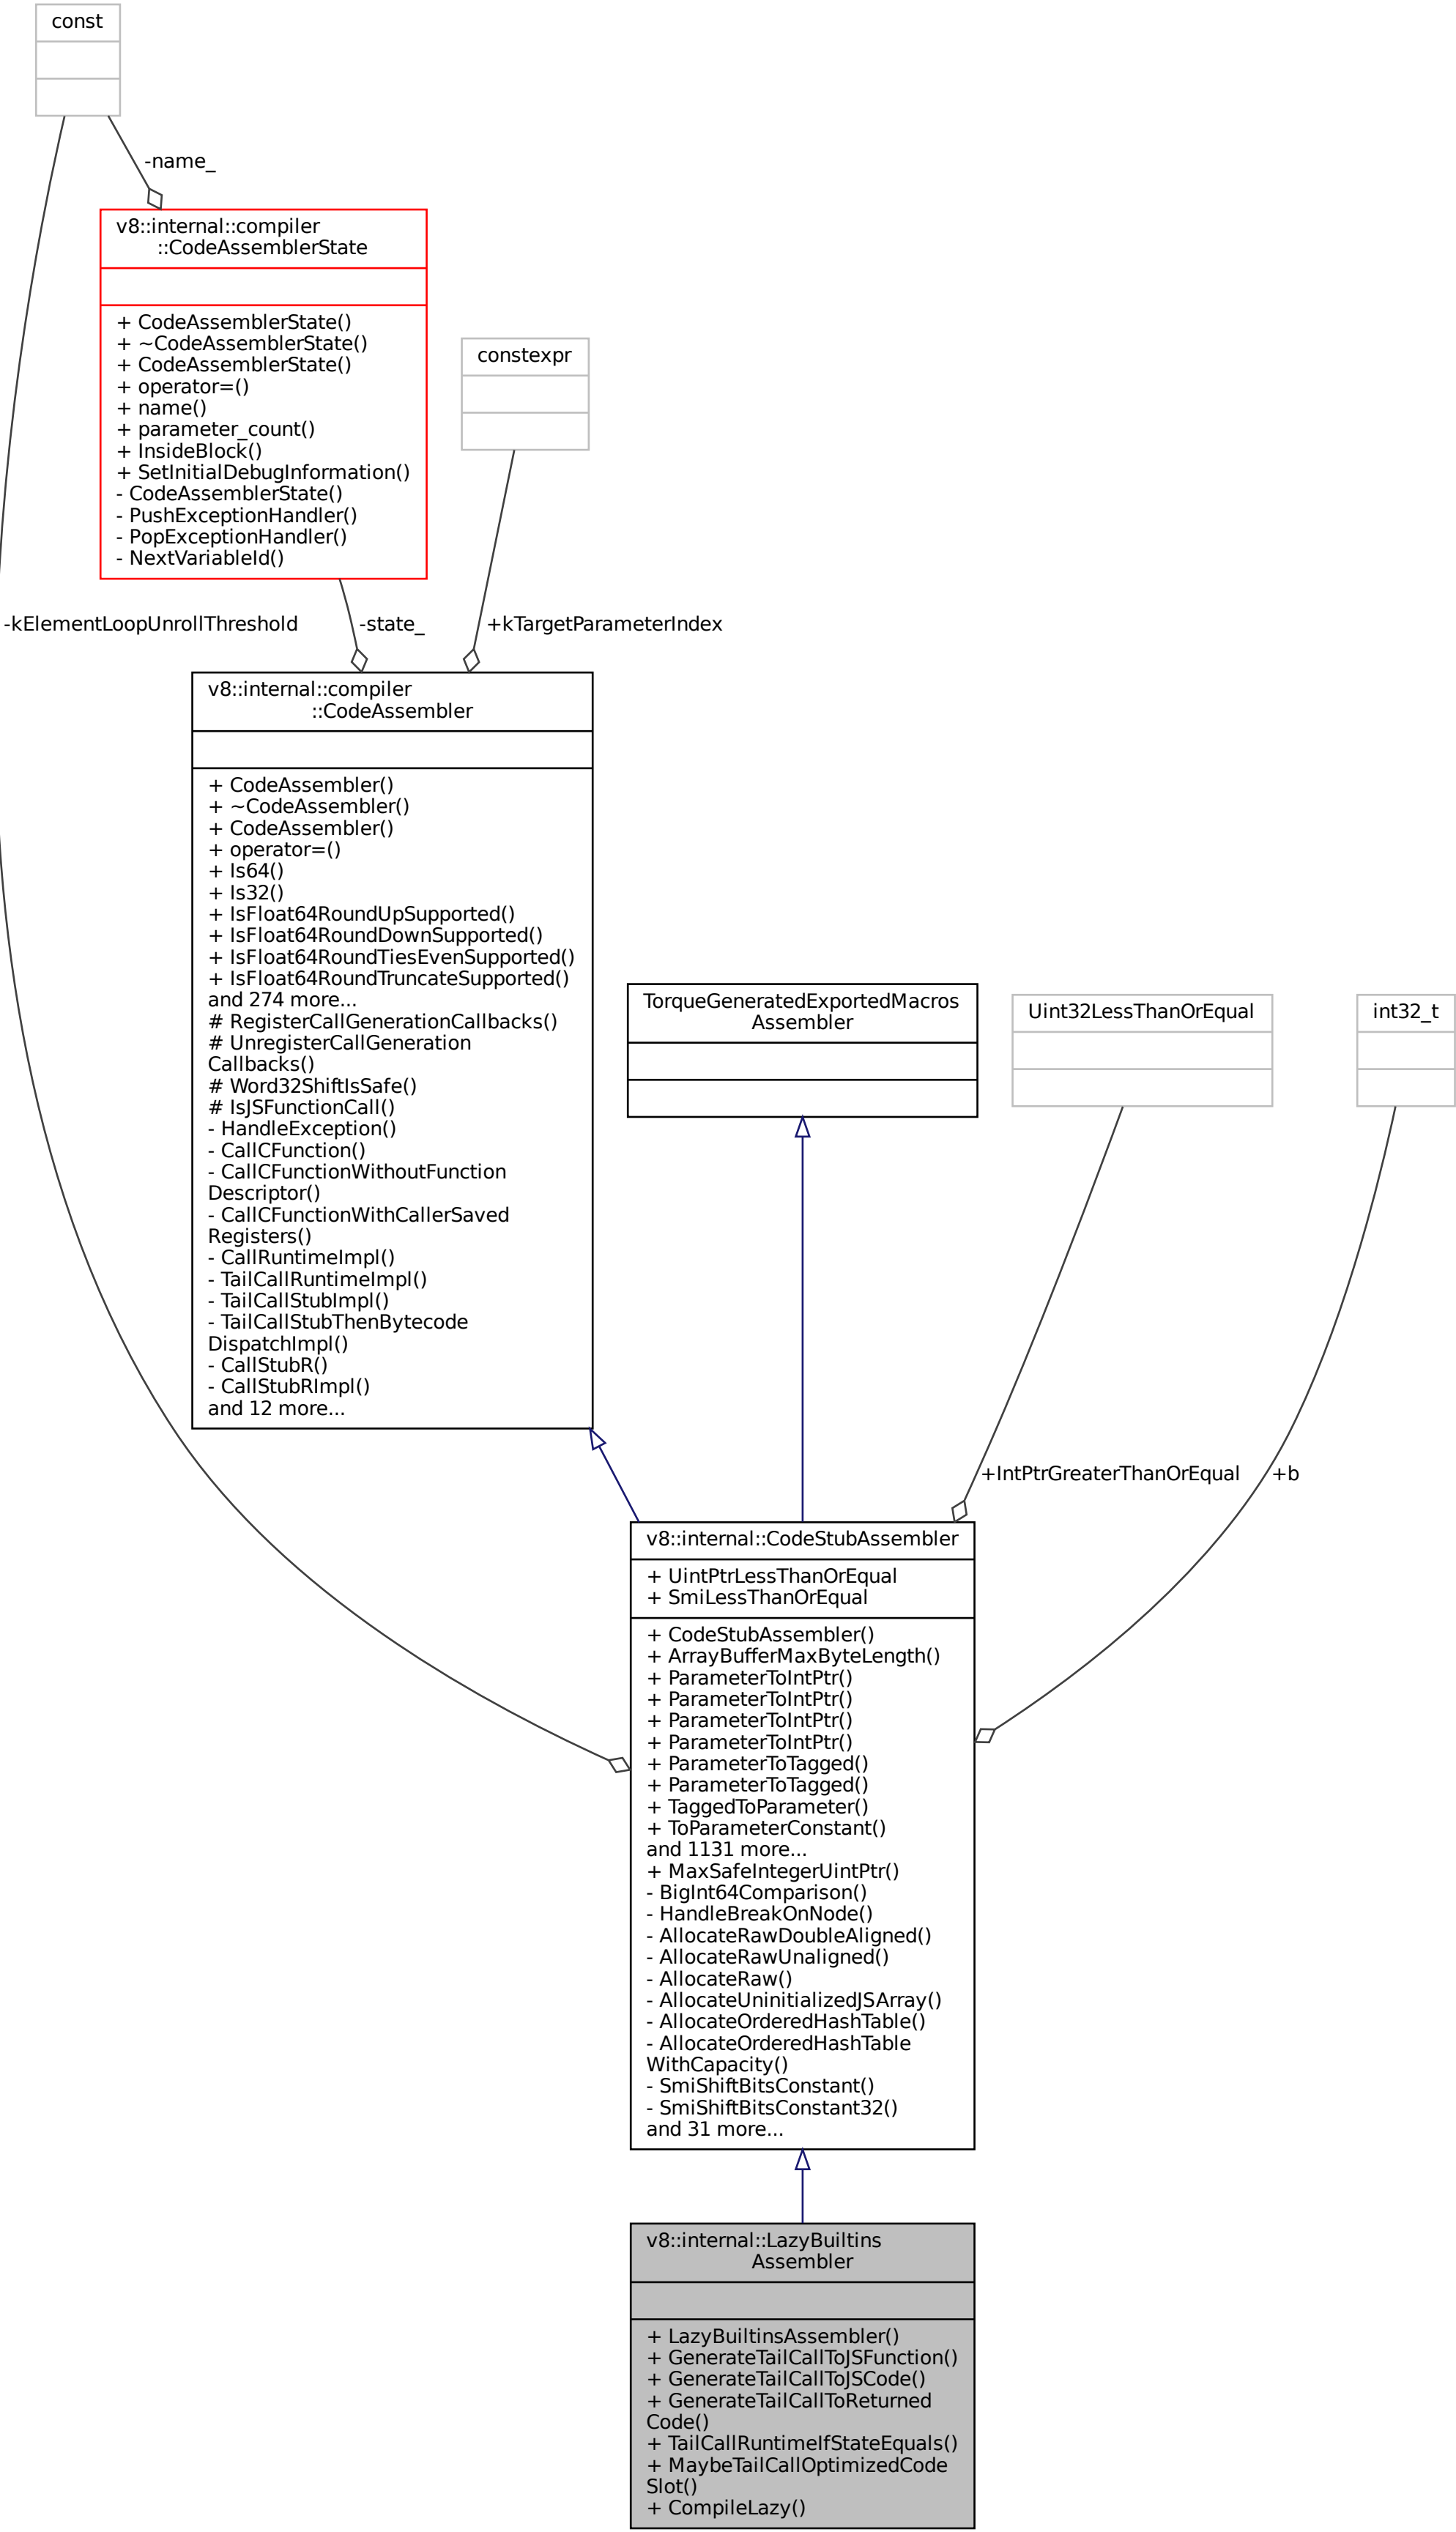 const
-name_
v8::internal::compiler
::CodeAssemblerState
+ CodeAssemblerState()
+ ~CodeAssemblerState()
+ CodeAssemblerState()
+ operator=()
+ name()
+ parameter_count()
+ InsideBlock()
+ SetInitialDebugInformation()
- CodeAssemblerState()
- PushExceptionHandler()
- PopExceptionHandler()
- NextVariableId()
constexpr
-kElementLoopUnrollThreshold
-state_
+kTargetParameterIndex
v8::internal::compiler
::CodeAssembler
+ CodeAssembler()
+ ~CodeAssembler()
+ CodeAssembler()
+ operator=()
+ Is64()
+ Is32()
+ IsFloat64RoundUpSupported()
+ IsFloat64RoundDownSupported()
+ IsFloat64RoundTiesEvenSupported()
+ IsFloat64RoundTruncateSupported()
and 274 more...
# RegisterCallGenerationCallbacks()
# UnregisterCallGeneration
Callbacks()
# Word32ShiftIsSafe()
# IsJSFunctionCall()
- HandleException()
- CallCFunction()
- CallCFunctionWithoutFunction
Descriptor()
- CallCFunctionWithCallerSaved
Registers()
- CallRuntimeImpl()
- TailCallRuntimeImpl()
- TailCallStubImpl()
- TailCallStubThenBytecode
DispatchImpl()
- CallStubR()
- CallStubRImpl()
and 12 more...
TorqueGeneratedExportedMacros
Assembler
Uint32LessThanOrEqual
int32_t
+IntPtrGreaterThanOrEqual
+b
v8::internal::CodeStubAssembler
+ UintPtrLessThanOrEqual
+ SmiLessThanOrEqual
+ CodeStubAssembler()
+ ArrayBufferMaxByteLength()
+ ParameterToIntPtr()
+ ParameterToIntPtr()
+ ParameterToIntPtr()
+ ParameterToIntPtr()
+ ParameterToTagged()
+ ParameterToTagged()
+ TaggedToParameter()
+ ToParameterConstant()
and 1131 more...
+ MaxSafeIntegerUintPtr()
- BigInt64Comparison()
- HandleBreakOnNode()
- AllocateRawDoubleAligned()
- AllocateRawUnaligned()
- AllocateRaw()
- AllocateUninitializedJSArray()
- AllocateOrderedHashTable()
- AllocateOrderedHashTable
WithCapacity()
- SmiShiftBitsConstant()
- SmiShiftBitsConstant32()
and 31 more...
v8::internal::LazyBuiltins
Assembler
+ LazyBuiltinsAssembler()
+ GenerateTailCallToJSFunction()
+ GenerateTailCallToJSCode()
+ GenerateTailCallToReturned
Code()
+ TailCallRuntimeIfStateEquals()
+ MaybeTailCallOptimizedCode
Slot()
+ CompileLazy()